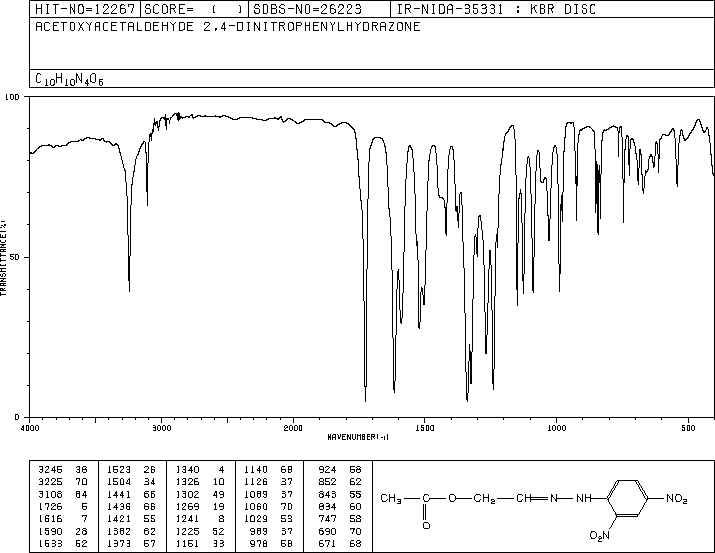 HIT-NO=12267 SCORE= ( ) SDBS-NO=26223 IR-NIDA-35331 : KBR DISC
ACETOXYACETALDEHYDE 2,4-DINITROPHENYLHYDRAZONE
C10H10N4O6
100
50
0
TRANSMITTANCE(%)
4000 3000 2000 1500 1000 500
WAVENUMBER(-1)
3245 38 1523 26 1340 4 1140 68 924 58
3225 70 1504 34 1326 10 1126 37 852 62
3108 64 1441 66 1302 49 1089 37 843 55
1726 5 1436 66 1269 19 1060 70 834 60
1616 7 1421 55 1241 8 1029 53 747 58
1590 28 1382 62 1225 52 989 37 690 70
1533 52 1373 57 1151 33 978 58 671 68
CH3 C O CH2 CH N NH NO2
O
O2N